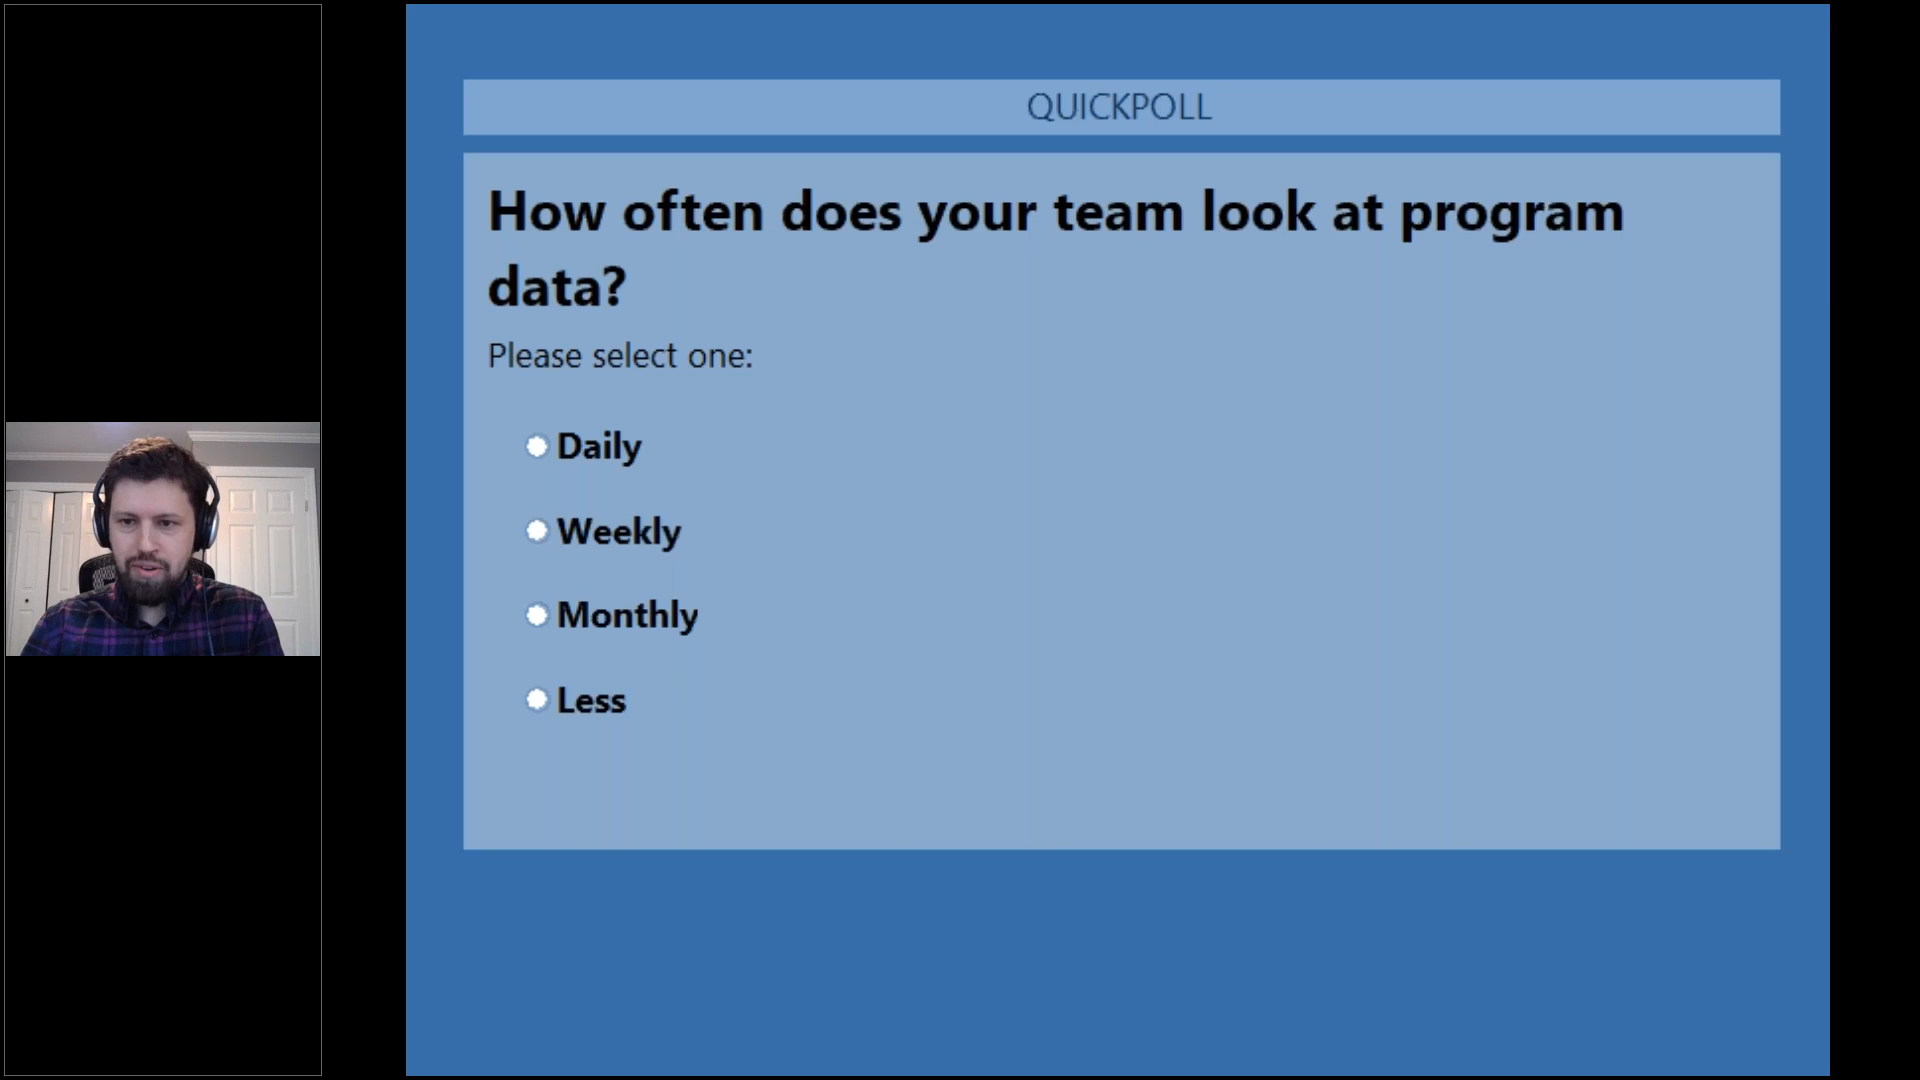 QUICKPOLL
How often does your team look at program
data?
Please select one:
Daily
Weekly
Monthly
Less